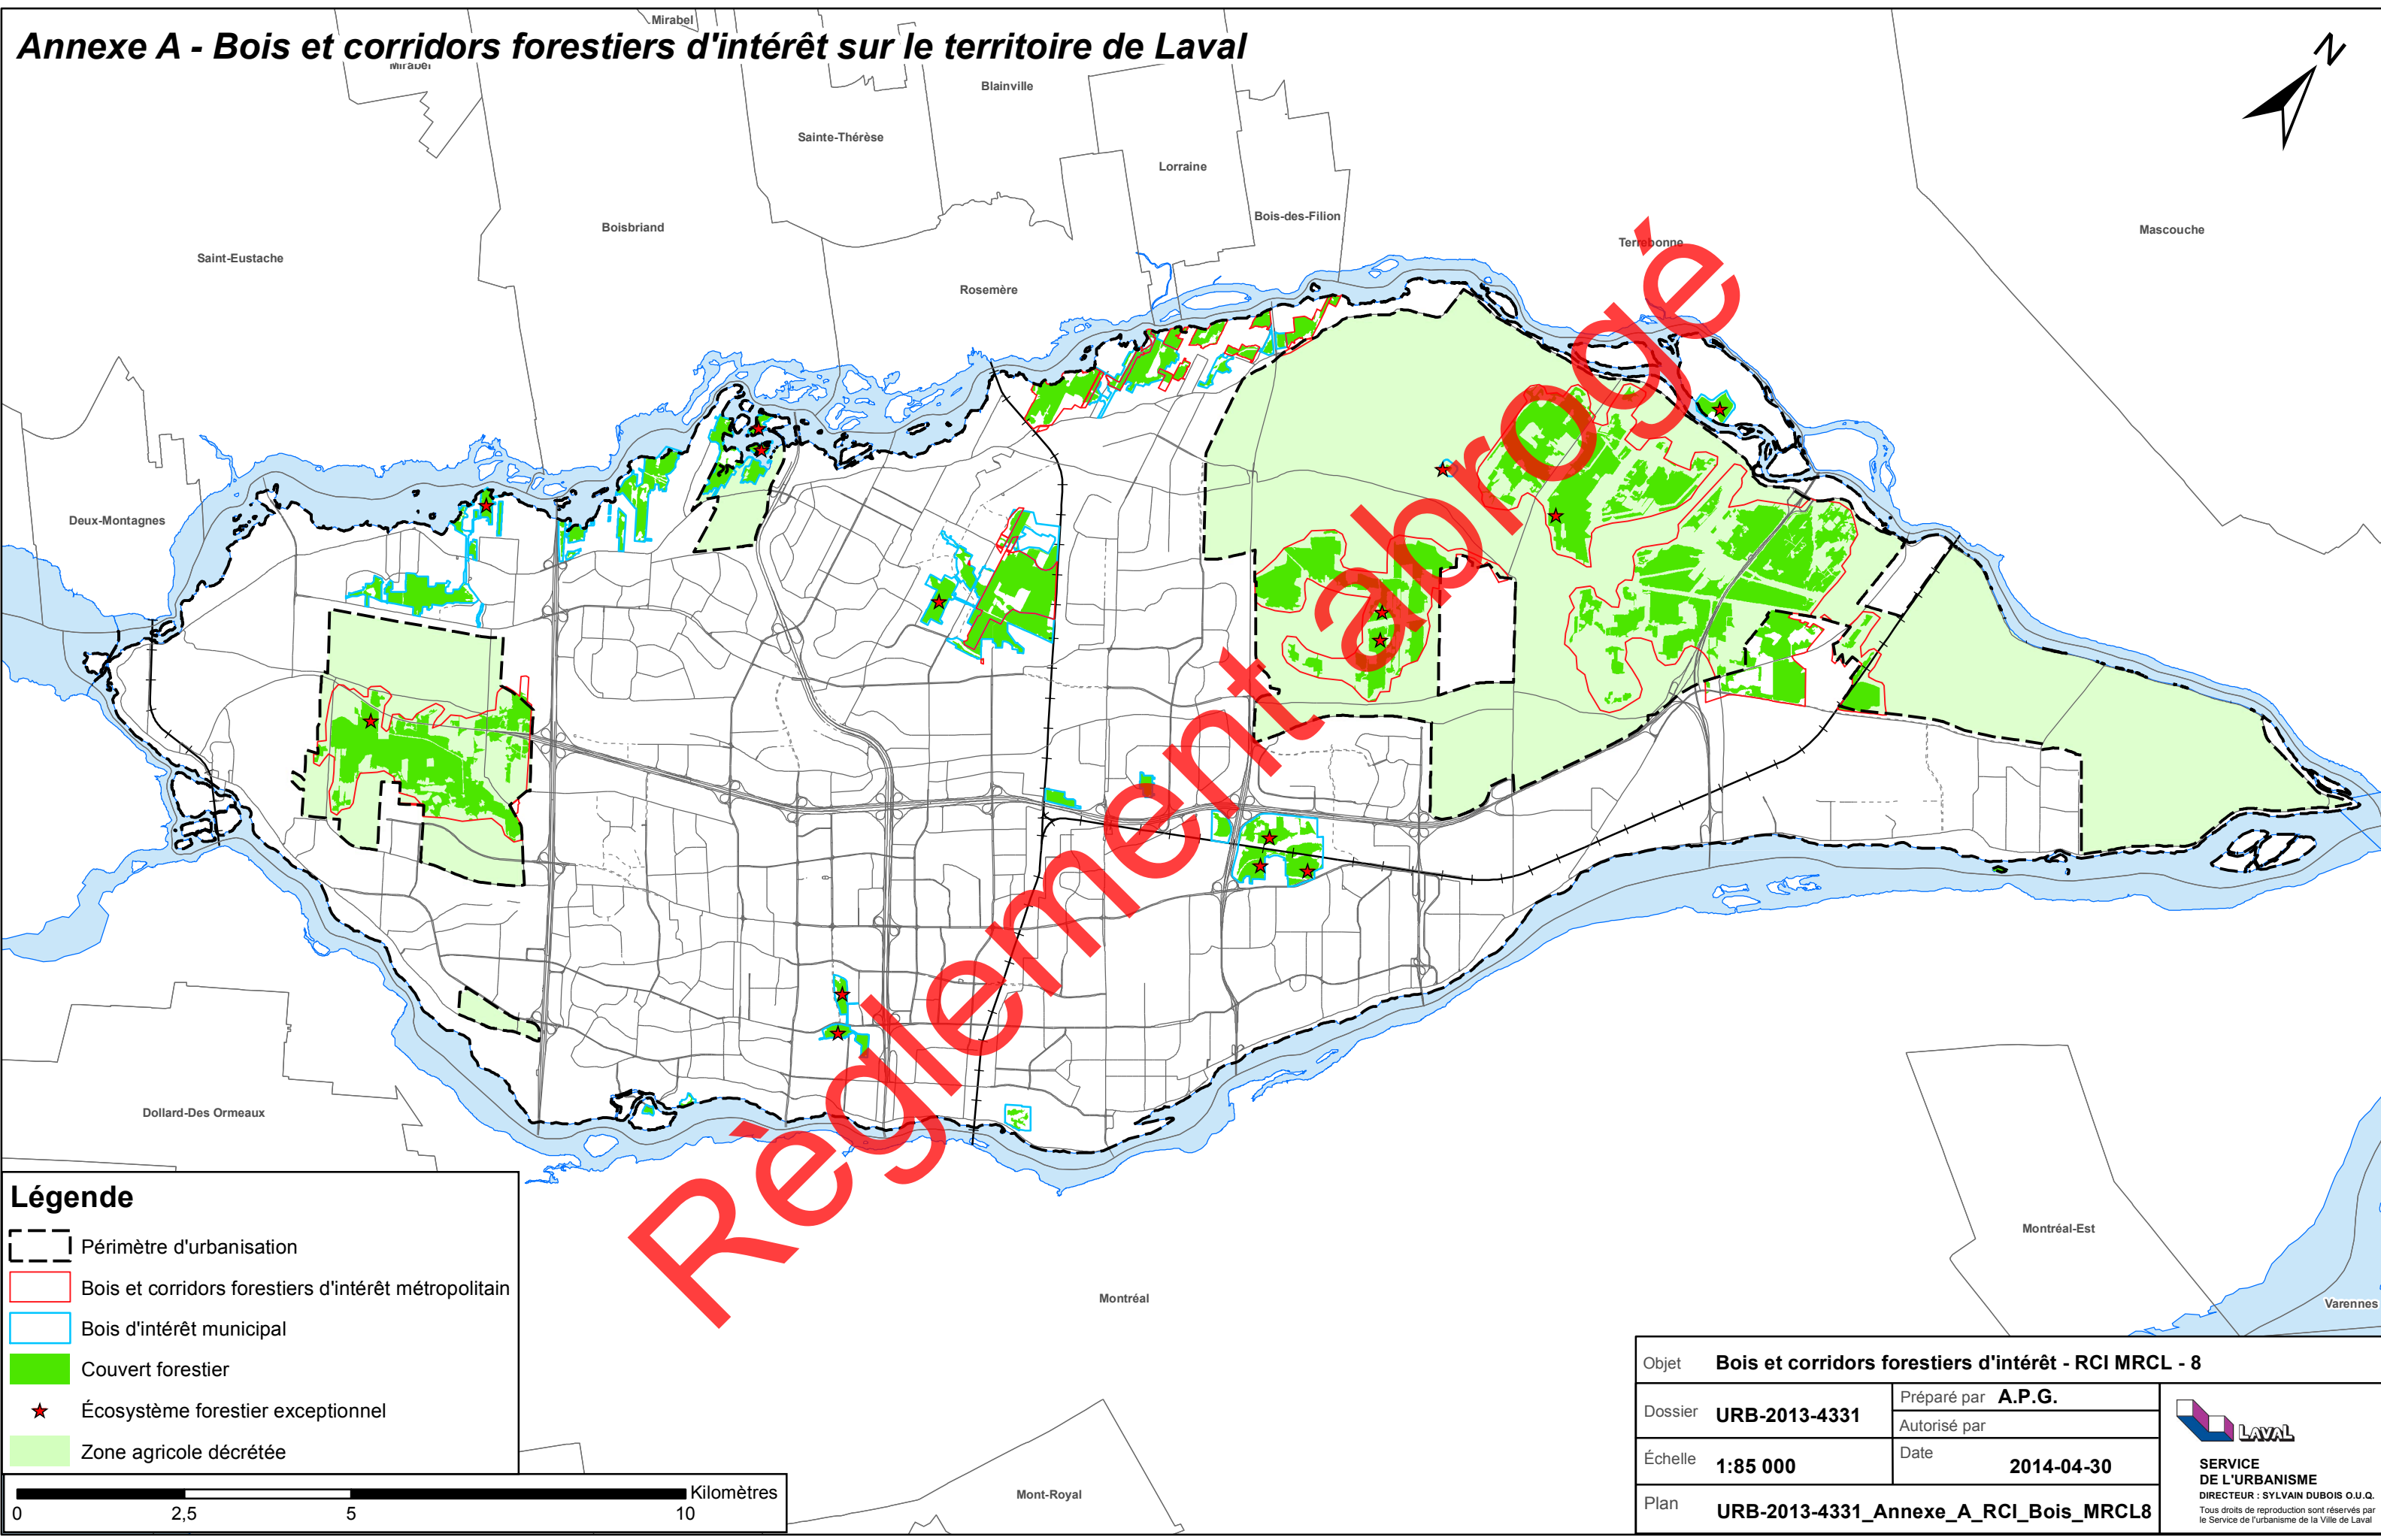 Annexe A - Bois et corridors forestiers d'intérêt sur le territoire de Laval
N
Mirabel
Mirabel
Blainville
Sainte-Thérèse
Lorraine
Bois-des-Filion
Boisbriand
Terrebonne
Mascouche
Saint-Eustache
Rosemère
Deux-Montagnes
Règlement abrogé
Dollard-Des Ormeaux
Montréal-Est
Montréal
Varennes
Mont-Royal
Légende
Périmètre d'urbanisation
Bois et corridors forestiers d'intérêt métropolitain
Bois d'intérêt municipal
Couvert forestier
Écosystème forestier exceptionnel
Zone agricole décrétée
Kilomètres
0 2,5 5 10
Objet Bois et corridors forestiers d'intérêt - RCI MRCL - 8
Dossier URB-2013-4331
Préparé par A.P.G.
Autorisé par
Échelle 1:85 000
Date 2014-04-30
Plan URB-2013-4331_Annexe_A_RCI_Bois_MRCL8
LAVAL
SERVICE
DE L'URBANISME
DIRECTEUR : SYLVAIN DUBOIS O.U.Q.
Tous droits de reproduction sont réservés par
le Service de l'urbanisme de la Ville de Laval